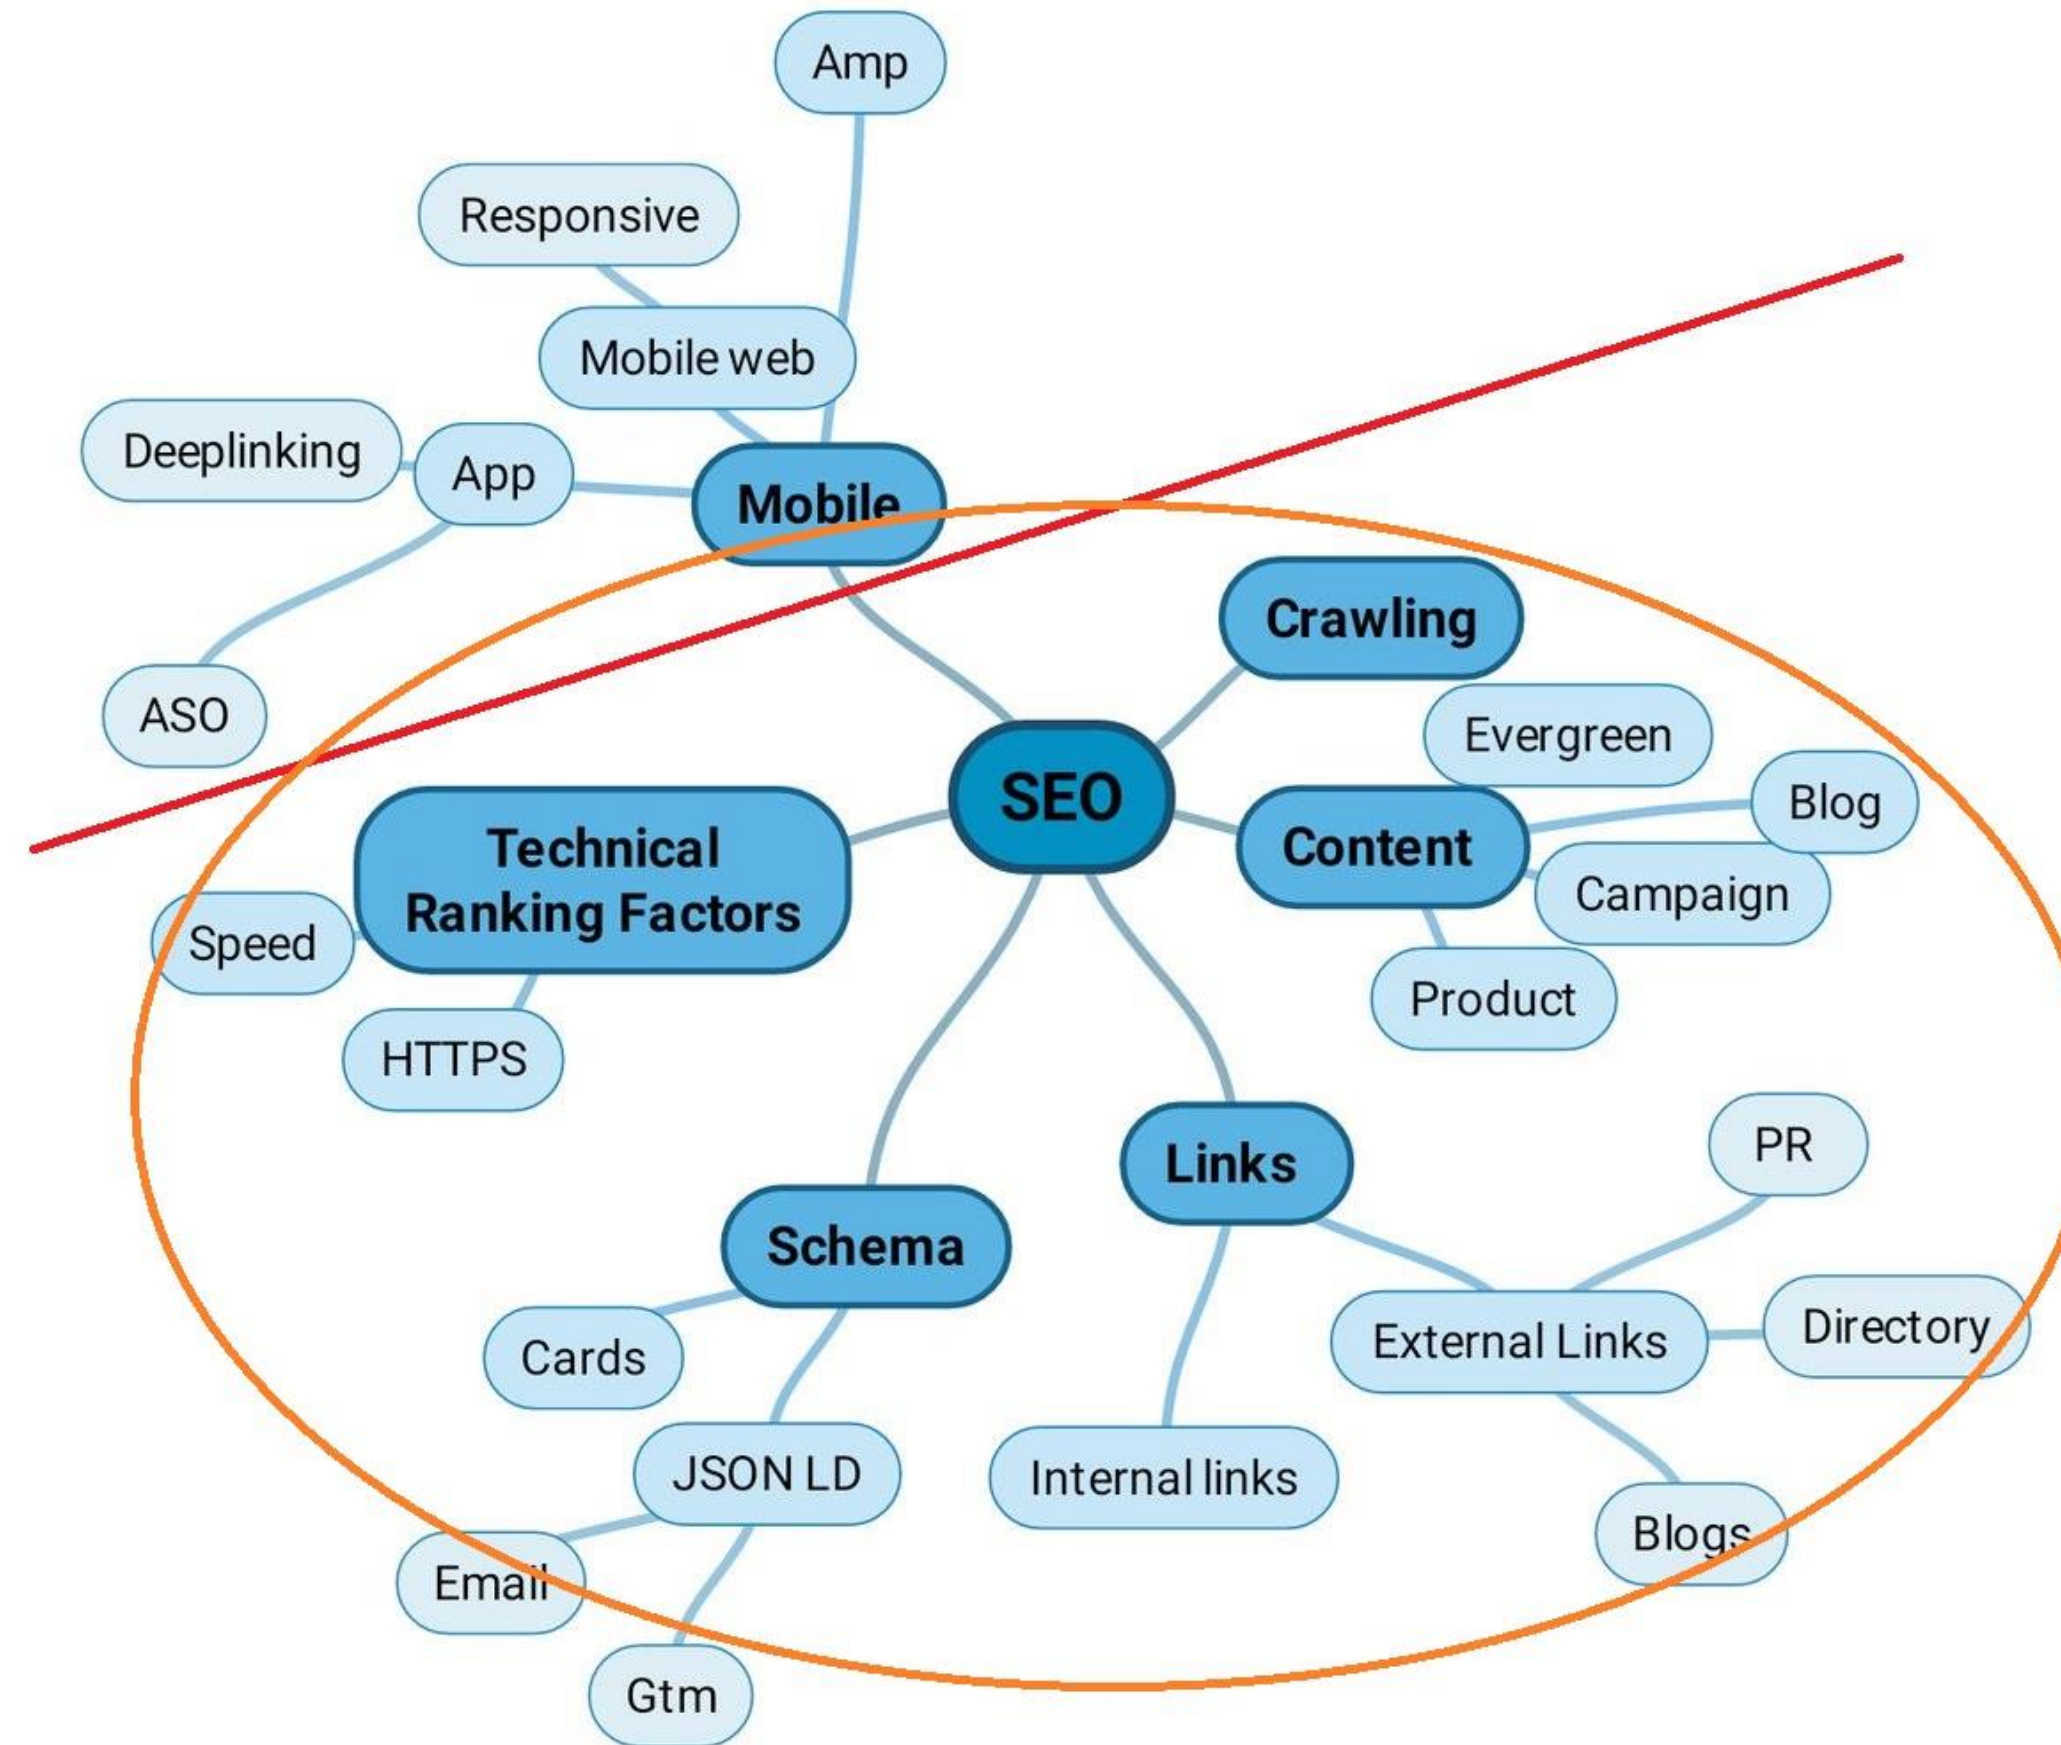 Amp
Responsive
Mobile web
Deeplinking
App
Mobile
ASO
Crawling
Evergreen
SEO
Blog
Technical
Ranking Factors
Content
Campaign
Speed
Product
HTTPS
PR
Links
Schema
Directory
External Links
Cards
JSON LD
Internal links
Blogs
Email
Gtm